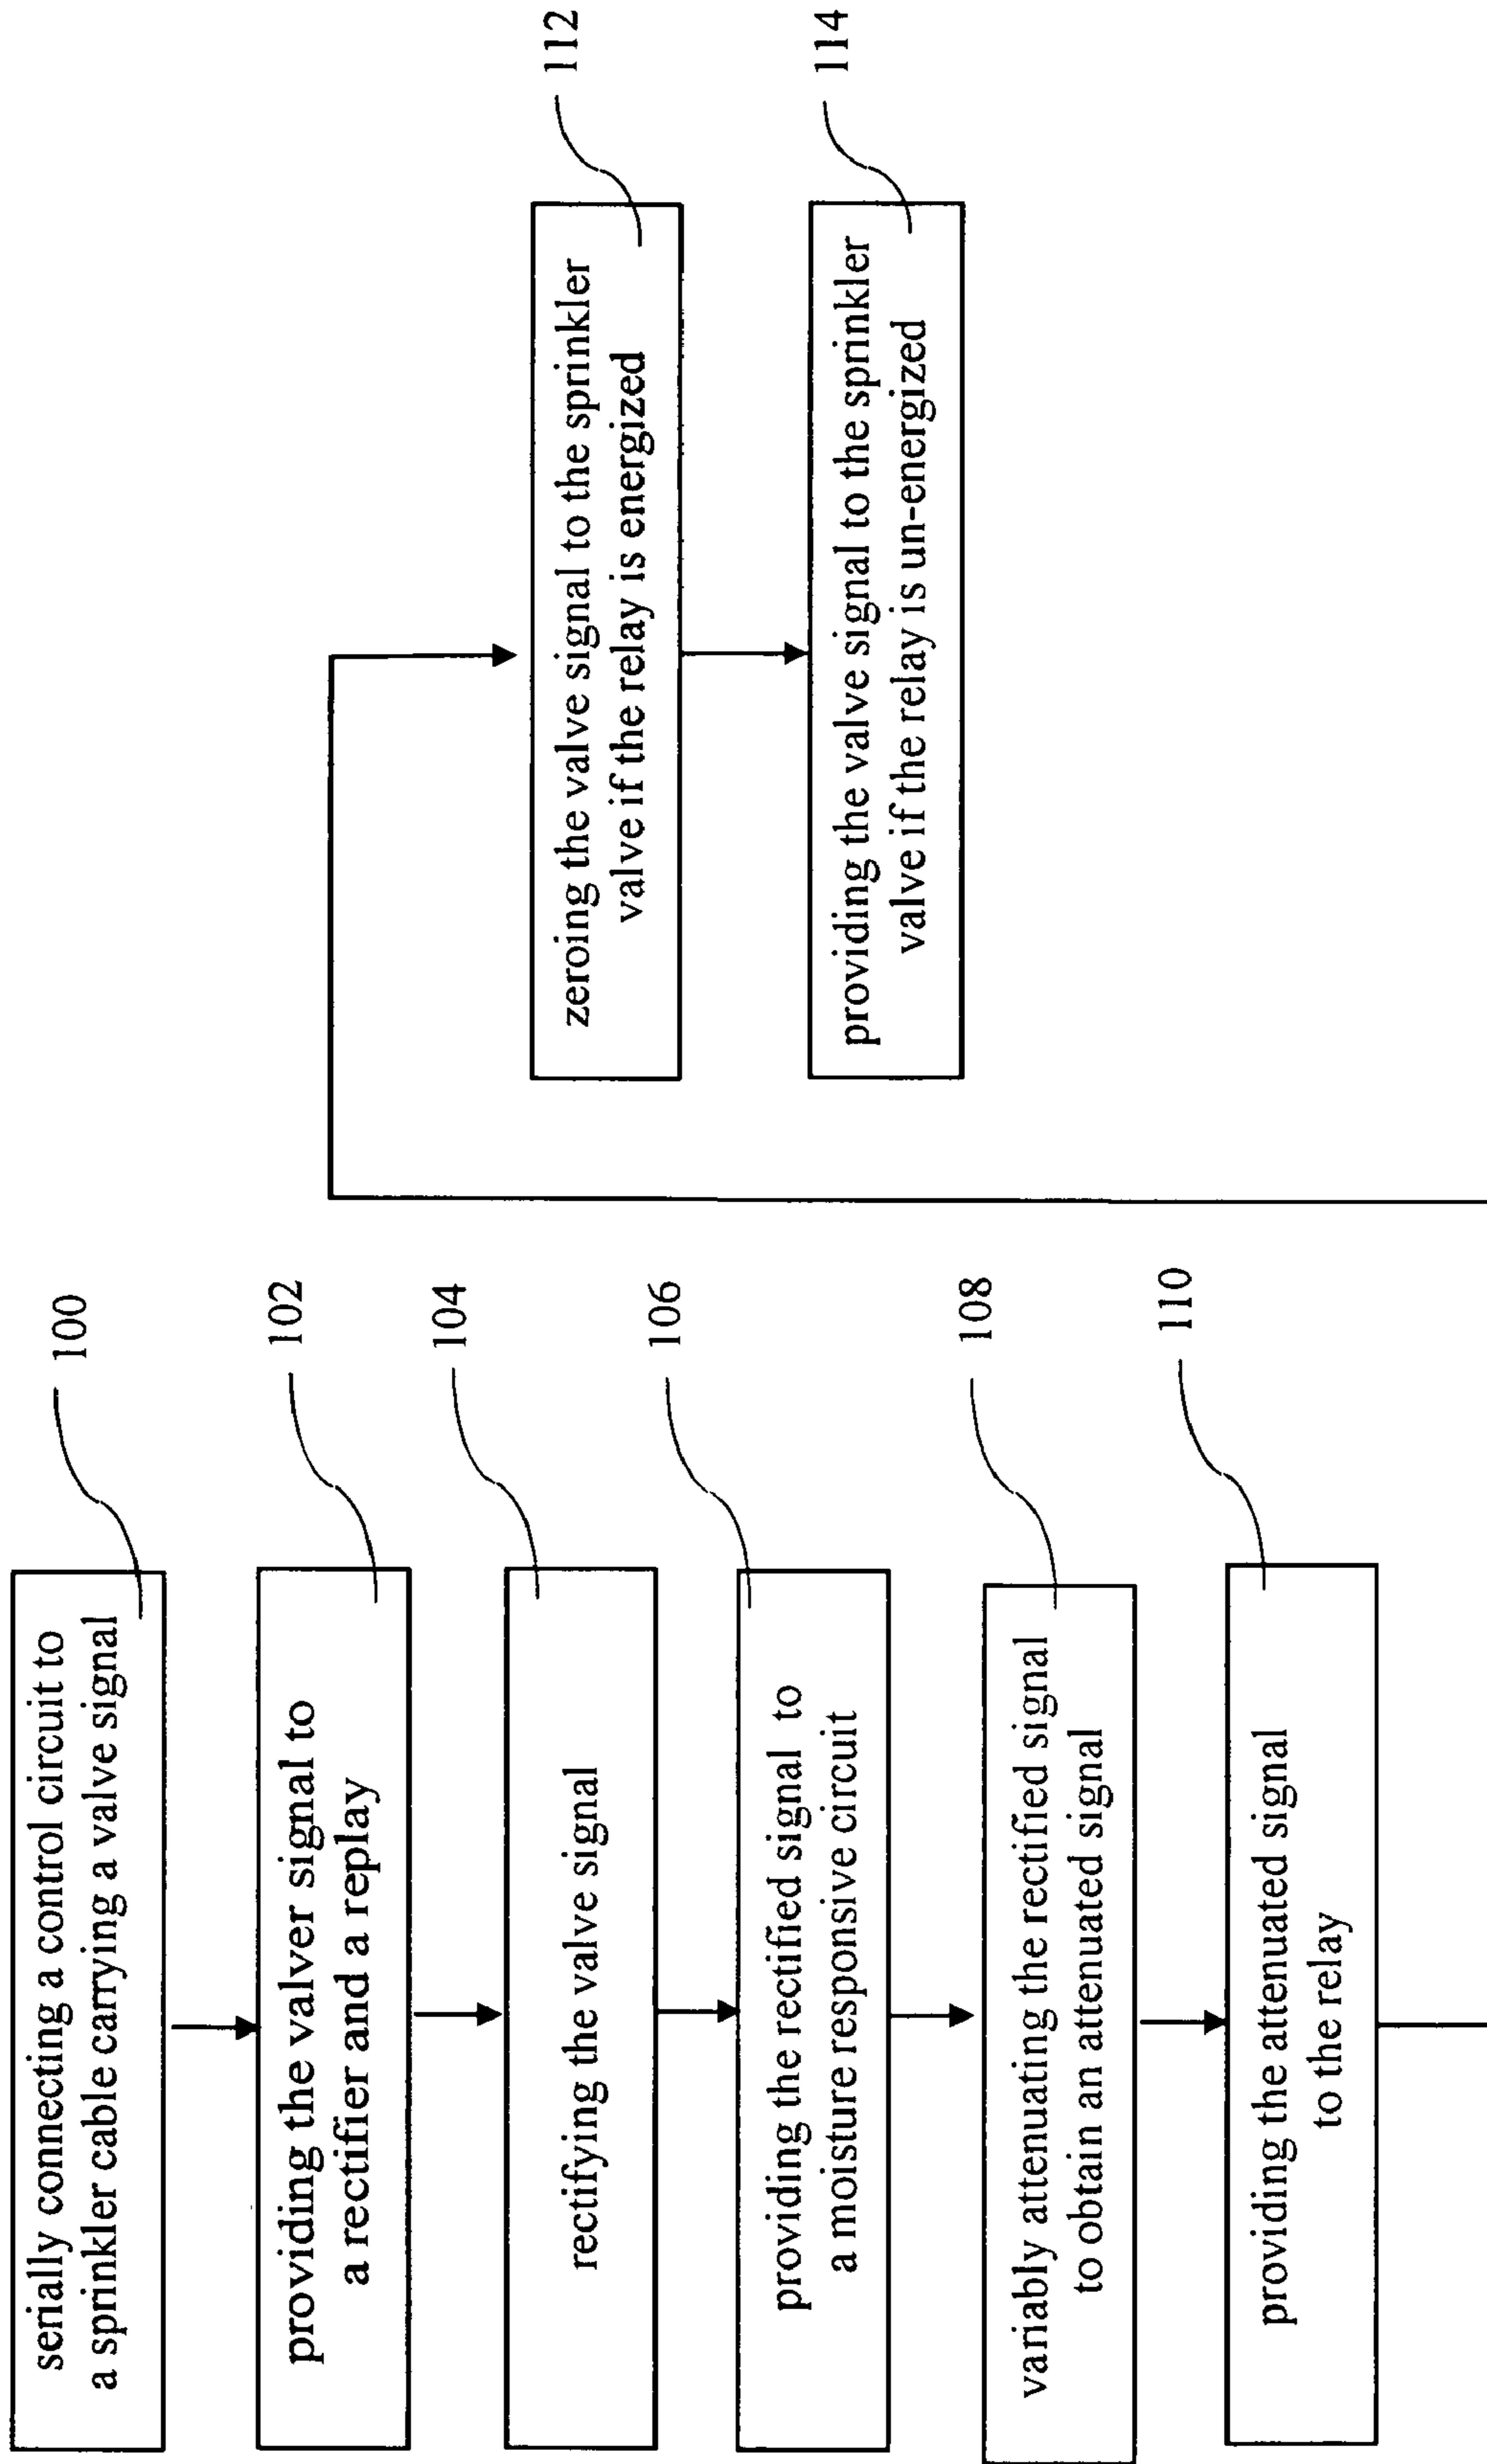 serially connecting a control circuit to
a sprinkler cable carrying a valve signal
100
providing the valver signal to
a rectifier and a replay
102
rectifying the valve signal
104
providing the rectified signal to
a moisture responsive circuit
106
variably attenuating the rectified signal
to obtain an attenuated signal
108
providing the attenuated signal
to the relay
110
zeroing the valve signal to the sprinkler
valve if the relay is energized
112
providing the valve signal to the sprinkler
valve if the relay is un-energized
114